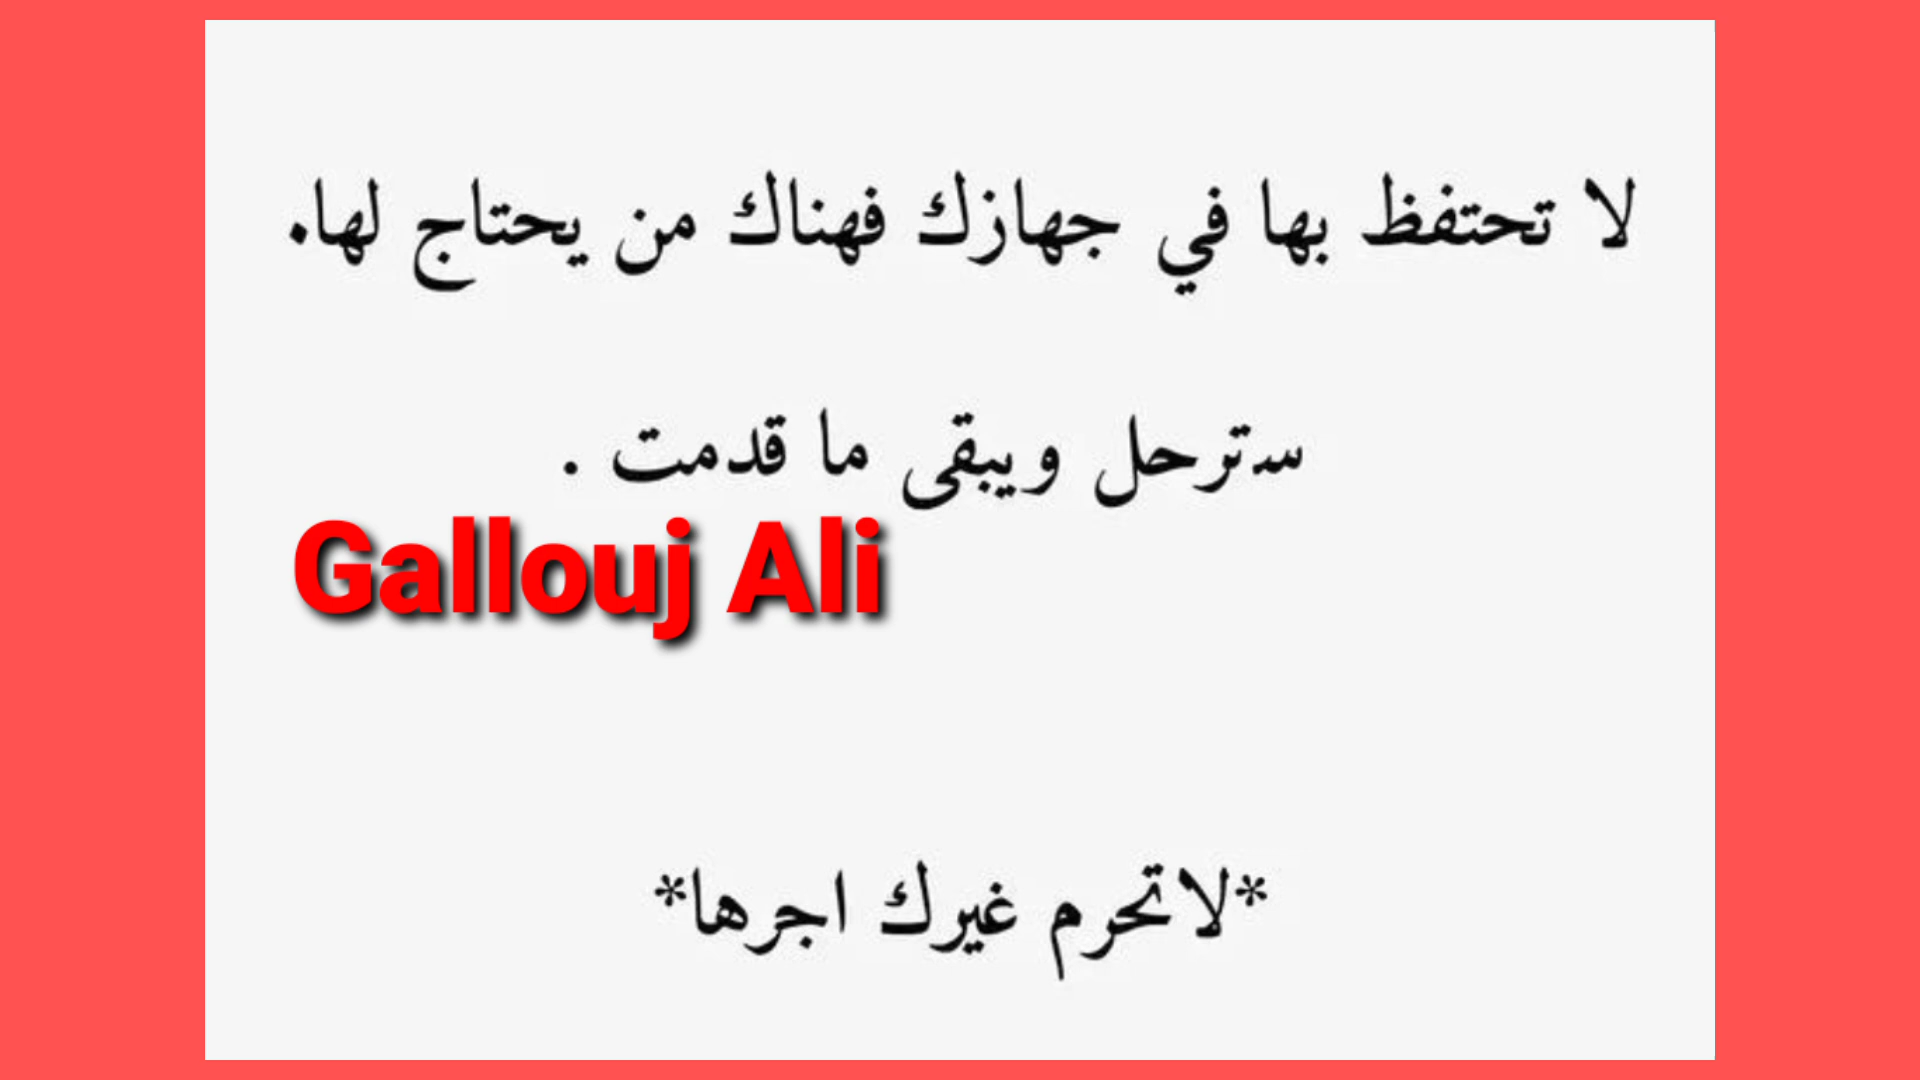 لا تحتفظ بها في جهازك فهناك من يحتاج لها.
سترحل ويبقى ما قدمت .
Gallouj Ali
*لاتحرم غيرك اجرها*